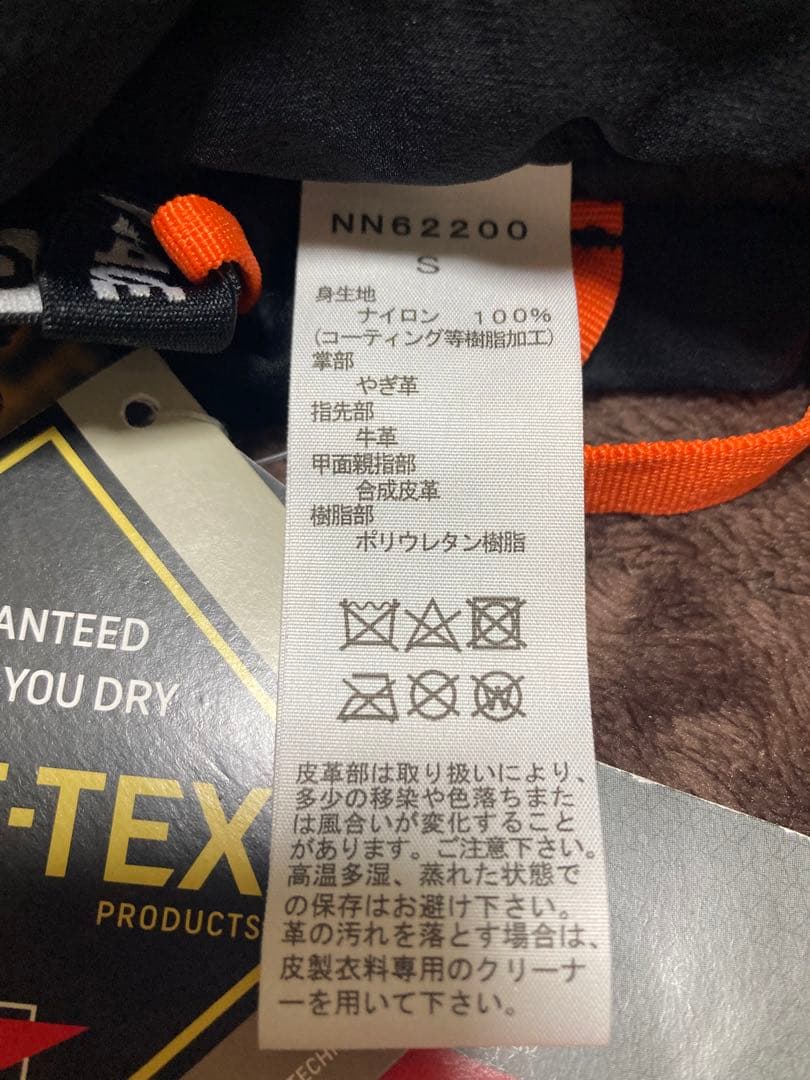 NN62200
S
身生地
ナイロン 100%
(コーティング等樹脂加工)
掌部
やぎ革
指先部
牛革
甲面親指部
合成皮革
樹脂部
ポリウレタン樹脂
W
皮革部は取り扱いにより、
多少の移染や色落ちまた
は風合いが変化すること
があります。ご注意下さい。
高温多湿、蒸れた状態で
の保存はお避け下さい。
革の汚れを落とす場合は、
皮製衣料専用のクリーナ
ーを用いて下さい。
ANTEED
YOU DRY
-TEX
PRODUCTS
TECH